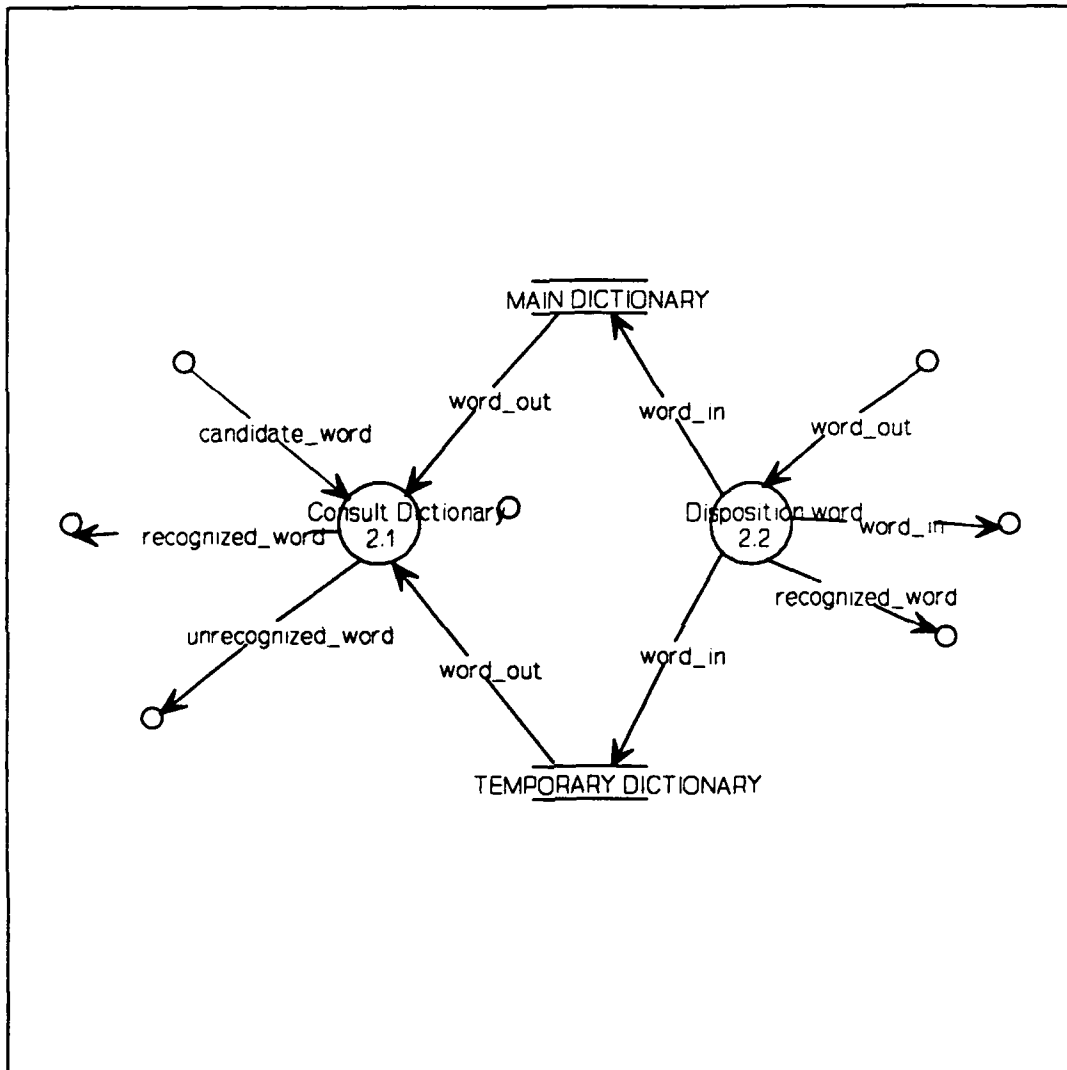 MAIN DICTIONARY
word_out
word_in
word_out
candidate_word
Consult Dictionary
2.1
Disposition word
2.2
recognized_word
word_in
recognized_word
unrecognized_word
word_out
word_in
TEMPORARY DICTIONARY